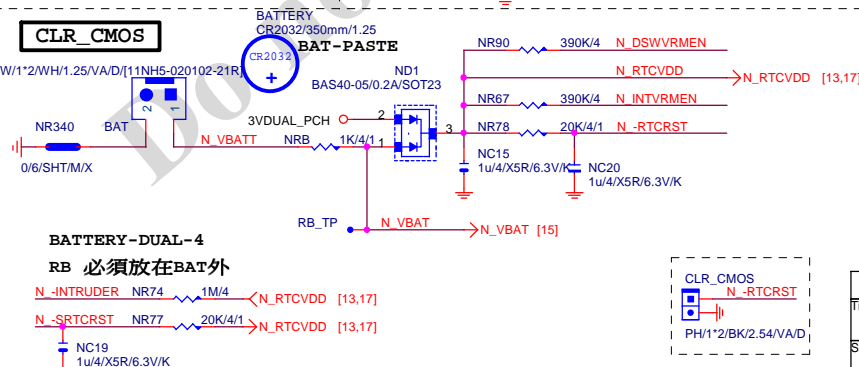 CLR_CMOS
BATTERY
CR2032/350mm/1.25
BAT-PASTE
CR2032
+
W/1*2/WH/1.25/VA/D/[11NH5-020102-21R]
2
1
NR340
BAT
0/6/SHT/M/X
N_VBATT
NRB
1K/4/1
3VDUAL_PCH
ND1
BAS40-05/0.2A/SOT23
2
1
3
NR90
390K/4
N_DSWVRMEN
N_RTCVDD
N_RTCVDD [13,17]
NR67
390K/4
N_INTVRMEN
NR78
20K/4/1
N_-RTCRST
NC15
1u/4/X5R/6.3V/K
NC20
1u/4/X5R/6.3V/K
RB_TP
N_VBAT
N_VBAT [15]
BATTERY-DUAL-4
RB 必須放在BAT外
N_-INTRUDER
NR74
1M/4
N_RTCVDD [13,17]
N_-SRTCRST
NR77
20K/4/1
N_RTCVDD [13,17]
NC19
1u/4/X5R/6.3V/K
CLR_CMOS
N_-RTCRST
PH/1*2/BK/2.54/VA/D
Do no